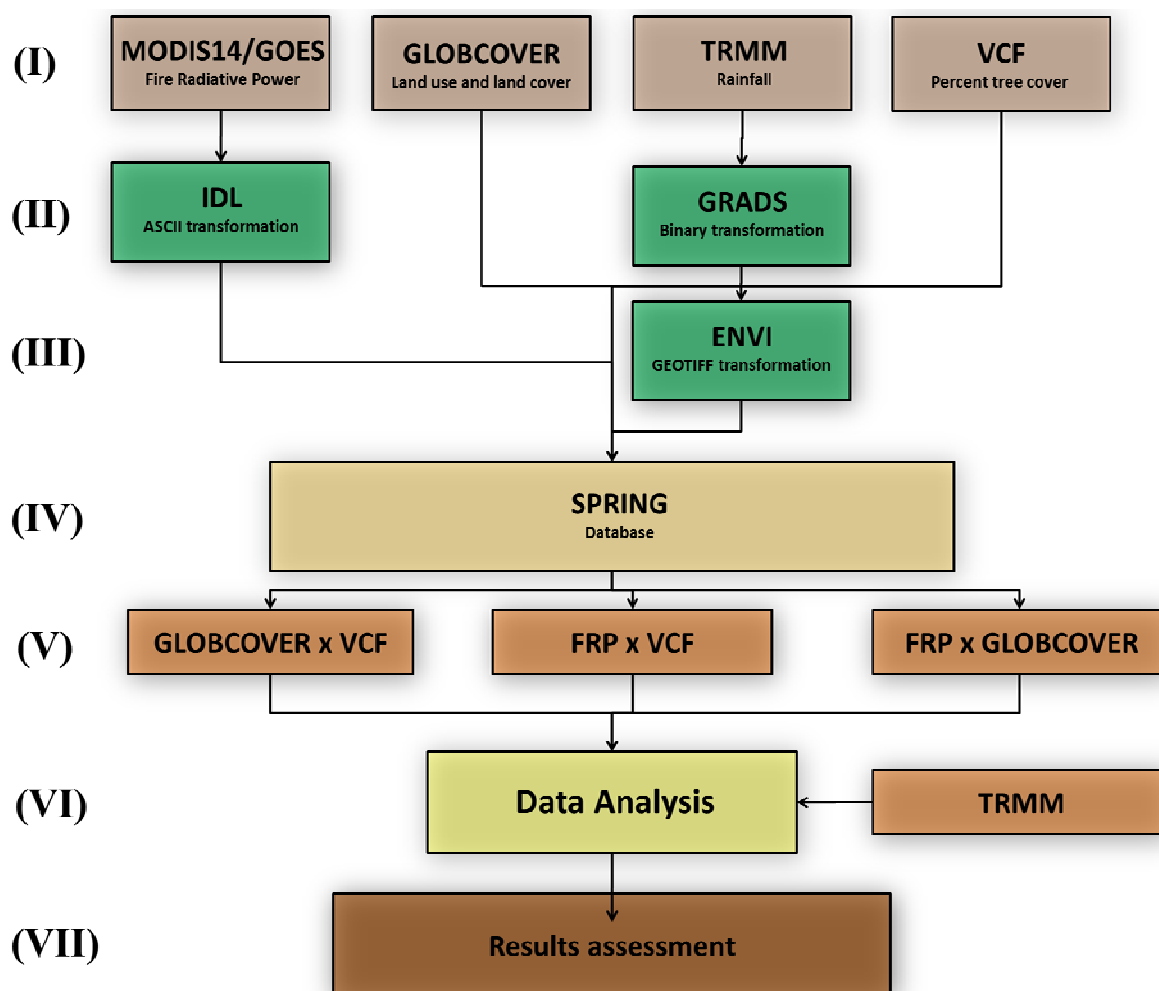 (I)
MODIS14/GOES
Fire Radiative Power
GLOBCOVER
Land use and land cover
TRMM
Rainfall
VCF
Percent tree cover
(II)
IDL
ASCII transformation
GRADS
Binary transformation
(III)
ENVI
GEOTIFF transformation
(IV)
SPRING
Database
(V)
GLOBCOVER x VCF
FRP x VCF
FRP x GLOBCOVER
(VI)
Data Analysis
TRMM
(VII)
Results assessment